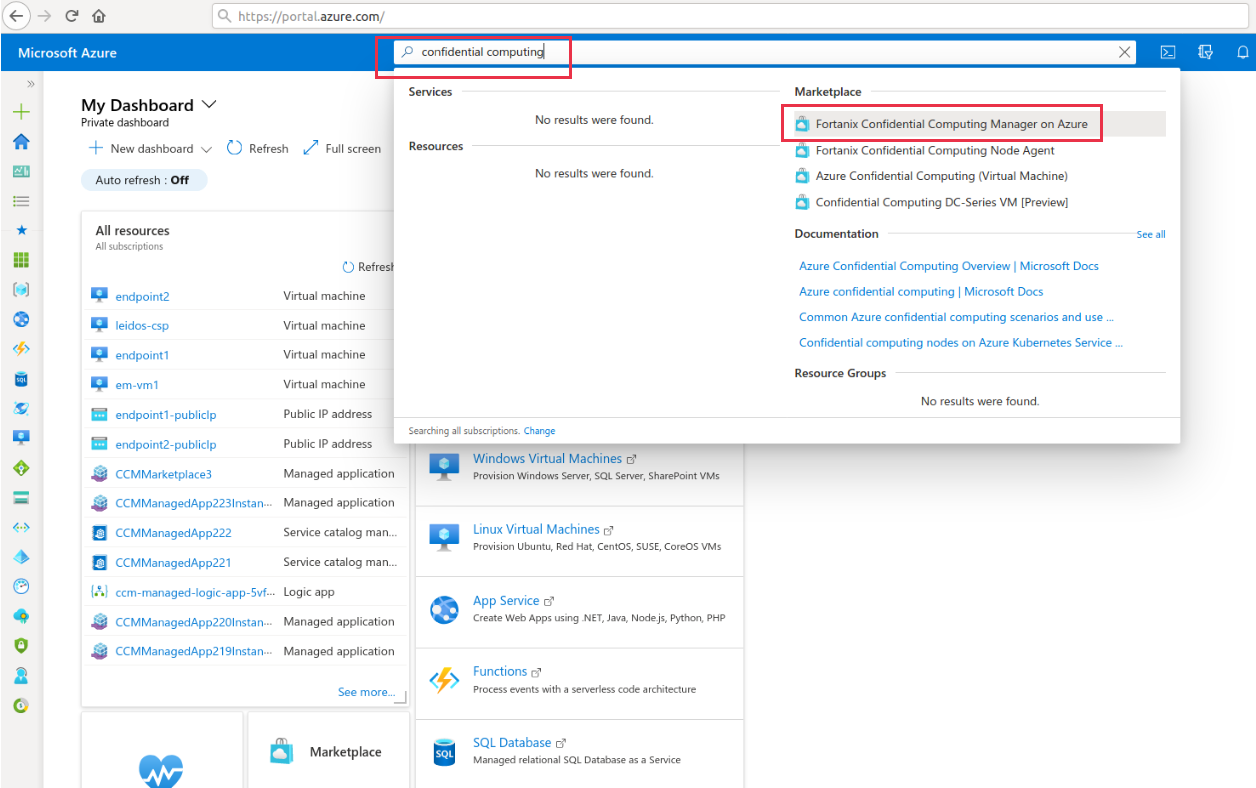 https://portal.azure.com/
Microsoft Azure
confidential computing
»
My Dashboard
Private dashboard
New dashboard
Refresh
Full screen
Auto refresh : Off
All resources
All subscriptions
Refresh
endpoint2 Virtual machine
leidos-csp Virtual machine
endpoint1 Virtual machine
em-vm1 Virtual machine
endpoint1-publicIp Public IP address
endpoint2-publicIp Public IP address
CCMMarketplace3 Managed application
CCMManagedApp223Instan... Managed application
CCMManagedApp222 Service catalog man...
CCMManagedApp221 Service catalog man...
ccm-managed-logic-app-5vf... Logic app
CCMManagedApp220Instan... Managed application
CCMManagedApp219Instan... Managed application
See more...
Marketplace
Services
No results were found.
Resources
No results were found.
Marketplace
Fortanix Confidential Computing Manager on Azure
Fortanix Confidential Computing Node Agent
Azure Confidential Computing (Virtual Machine)
Confidential Computing DC-Series VM [Preview]
Documentation
See all
Azure Confidential Computing Overview | Microsoft Docs
Azure confidential computing | Microsoft Docs
Common Azure confidential computing scenarios and use ...
Confidential computing nodes on Azure Kubernetes Service ...
Resource Groups
No results were found.
Searching all subscriptions. Change
Windows Virtual Machines
Provision Windows Server, SQL Server, SharePoint VMs
Linux Virtual Machines
Provision Ubuntu, Red Hat, CentOS, SUSE, CoreOS VMs
App Service
Create Web Apps using .NET, Java, Node.js, Python, PHP
Functions
Process events with a serverless code architecture
SQL
SQL Database
Managed relational SQL Database as a Service
SQL